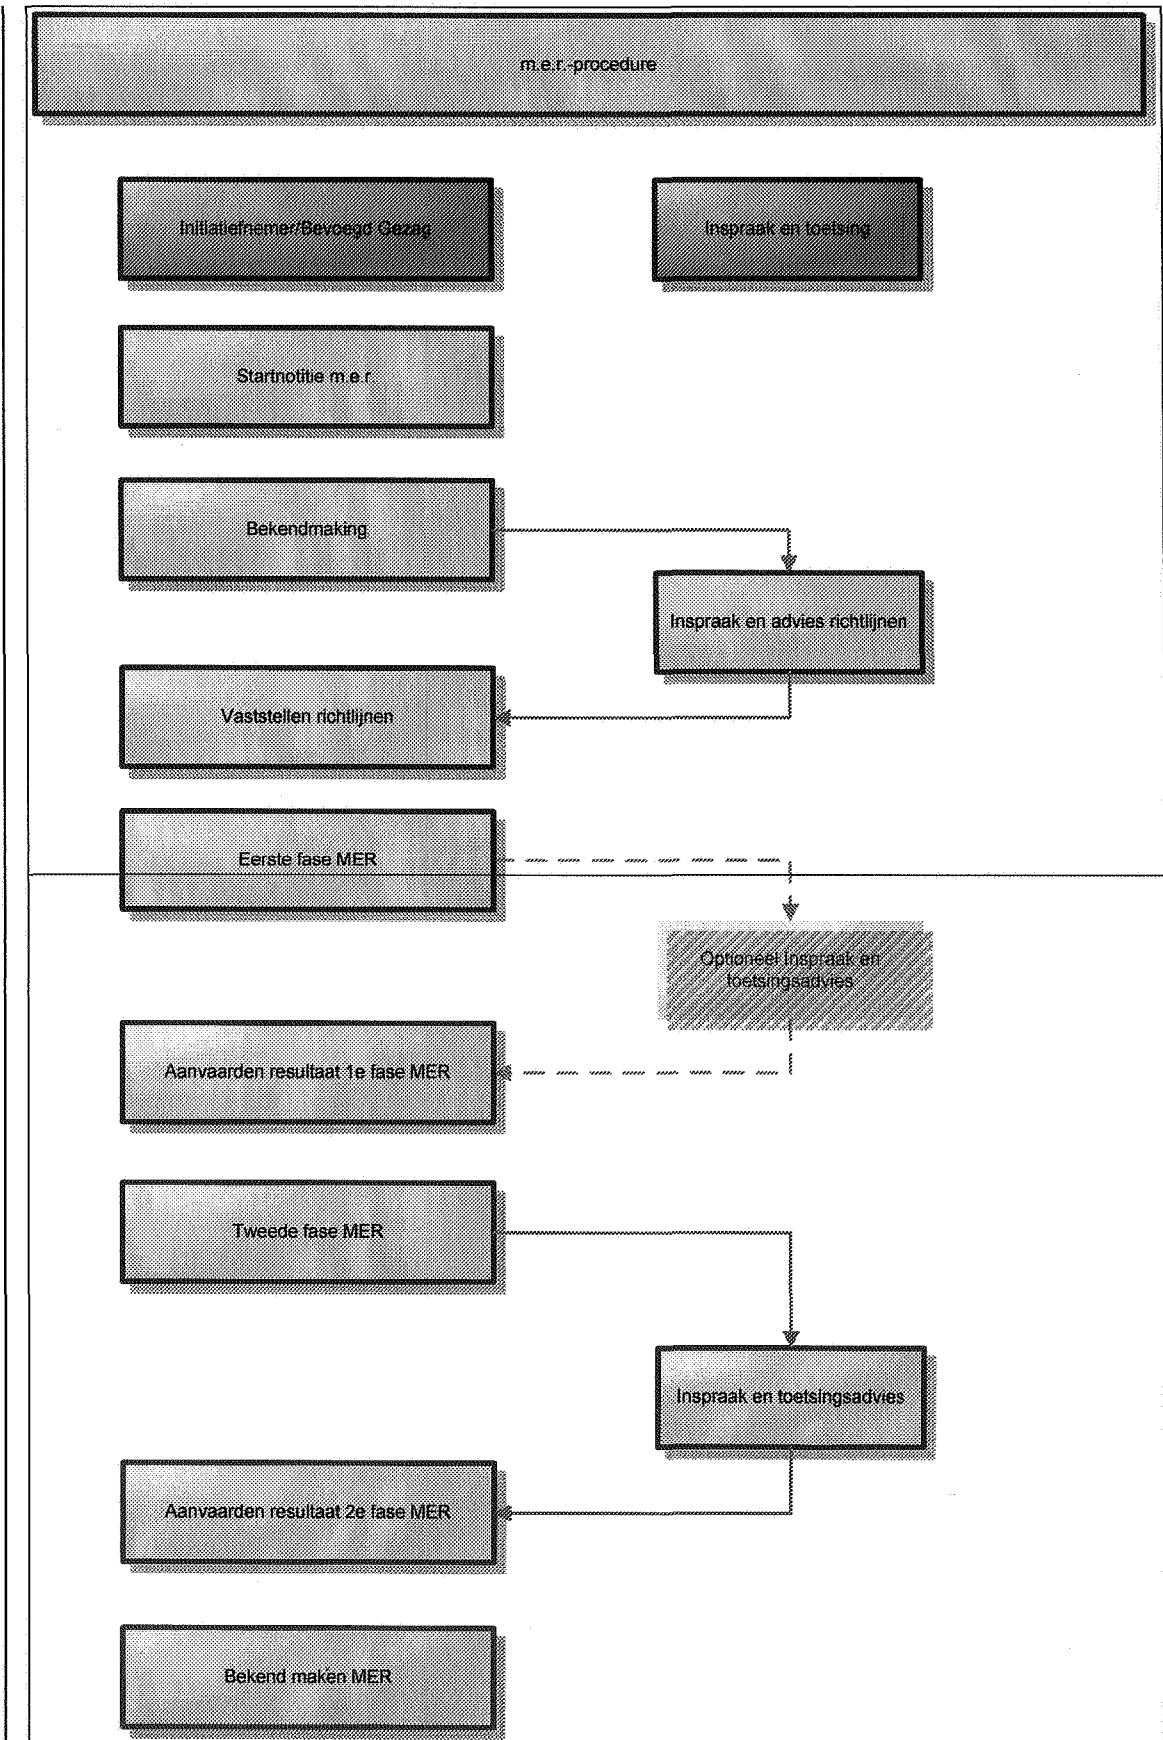 m.e.r.-procedure
Initiatiefnemer/Bevoegd Gezag
Inspraak en toetsing
Startnotitie m.e.r.
Bekendmaking
Inspraak en advies richtlijnen
Vaststellen richtlijnen
Eerste fase MER
Optioneel Inspraak en
toetsingsadvies
Aanvaarden resultaat 1e fase MER
Tweede fase MER
Inspraak en toetsingsadvies
Aanvaarden resultaat 2e fase MER
Bekend maken MER